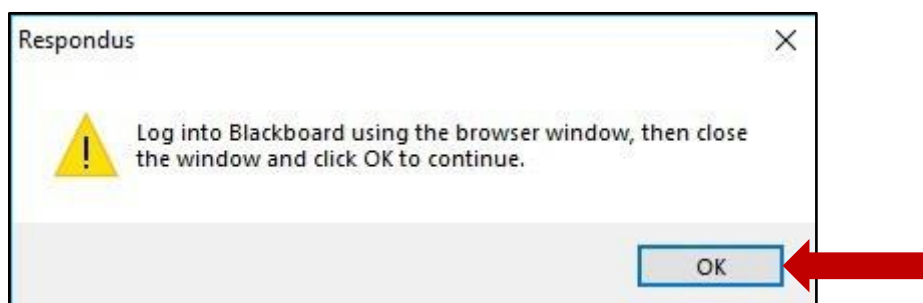 Respondus
Log into Blackboard using the browser window, then close
the window and click OK to continue.
OK